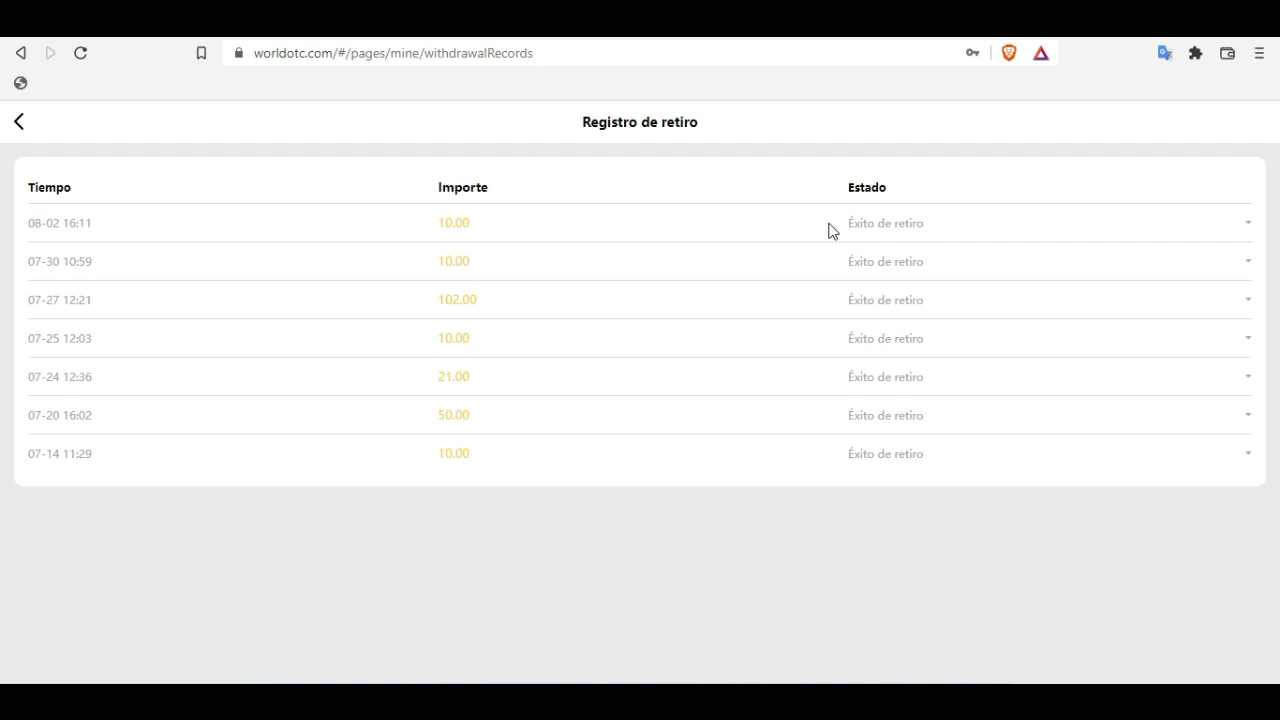 worldotc.com/#/pages/mine/withdrawalRecords
Registro de retiro
Tiempo Importe Estado
08-02 16:11 10.00 Éxito de retiro
07-30 10:59 10.00 Éxito de retiro
07-27 12:21 102.00 Éxito de retiro
07-25 12:03 10.00 Éxito de retiro
07-24 12:36 21.00 Éxito de retiro
07-20 16:02 50.00 Éxito de retiro
07-14 11:29 10.00 Éxito de retiro